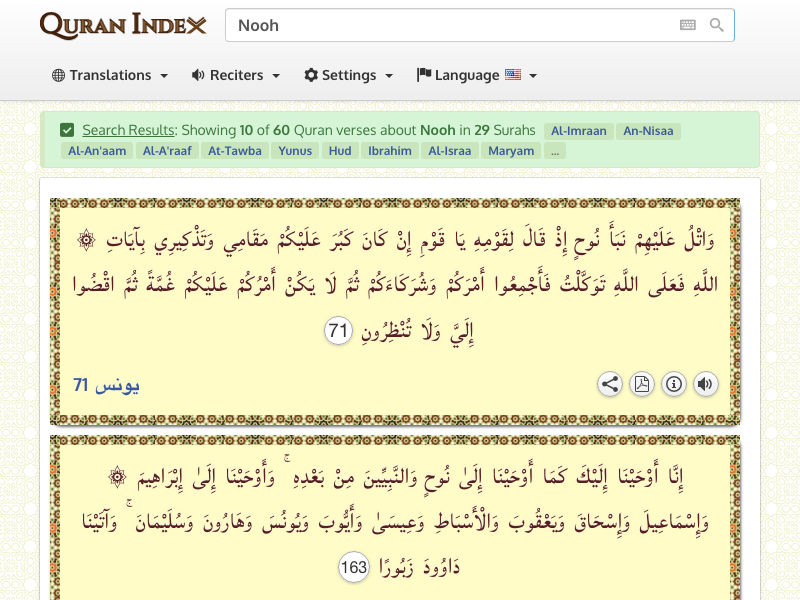 QURAN INDEX
Nooh
Translations
Reciters
Settings
Language
Search Results: Showing 10 of 60 Quran verses about Nooh in 29 Surahs Al-Imraan An-Nisaa
Al-An'aam Al-A'raaf At-Tawba Yunus Hud Ibrahim Al-Israa Maryam ...
۞ وَاتْلُ عَلَيْهِمْ نَبَأَ نُوحٍ إِذْ قَالَ لِقَوْمِهِ يَا قَوْمِ إِنْ كَانَ كَبُرَ عَلَيْكُمْ مَقَامِي وَتَذْكِيرِي بِآيَاتِ
اللَّهِ فَعَلَى اللَّهِ تَوَكَّلْتُ فَأَجْمِعُوا أَمْرَكُمْ وَشُرَكَاءَكُمْ ثُمَّ لَا يَكُنْ أَمْرُكُمْ عَلَيْكُمْ غُمَّةً ثُمَّ اقْضُوا
إِلَيَّ وَلَا تُنْظِرُونِ 71
يونس 71
۞ إِنَّا أَوْحَيْنَا إِلَيْكَ كَمَا أَوْحَيْنَا إِلَىٰ نُوحٍ وَالنَّبِيِّينَ مِنْ بَعْدِهِ ۚ وَأَوْحَيْنَا إِلَىٰ إِبْرَاهِيمَ
وَإِسْمَاعِيلَ وَإِسْحَاقَ وَيَعْقُوبَ وَالْأَسْبَاطِ وَعِيسَىٰ وَأَيُّوبَ وَيُونُسَ وَهَارُونَ وَسُلَيْمَانَ ۚ وَآتَيْنَا
دَاوُودَ زَبُورًا 163